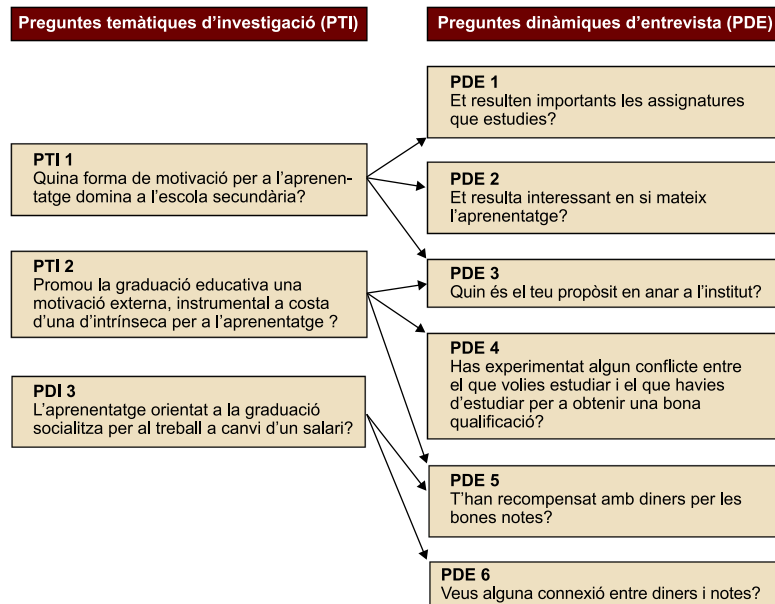 Preguntes temàtiques d'investigació (PTI)
PTI 1
Quina forma de motivació per a l'aprenen-
tatge domina a l'escola secundària?
PTI 2
Promou la graduació educativa una
motivació externa, instrumental a costa
d'una d'intrínseca per a l'aprenentatge ?
PDI 3
L'aprenentatge orientat a la graduació
socialitza per al treball a canvi d'un salari?
Preguntes dinàmiques d'entrevista (PDE)
PDE 1
Et resulten importants les assignatures
que estudies?
PDE 2
Et resulta interessant en si mateix
l'aprenentatge?
PDE 3
Quin és el teu propòsit en anar a l'institut?
PDE 4
Has experimentat algun conflicte entre
el que volies estudiar i el que havies
d'estudiar per a obtenir una bona
qualificació?
PDE 5
T'han recompensat amb diners per les
bones notes?
PDE 6
Veus alguna connexió entre diners i notes?